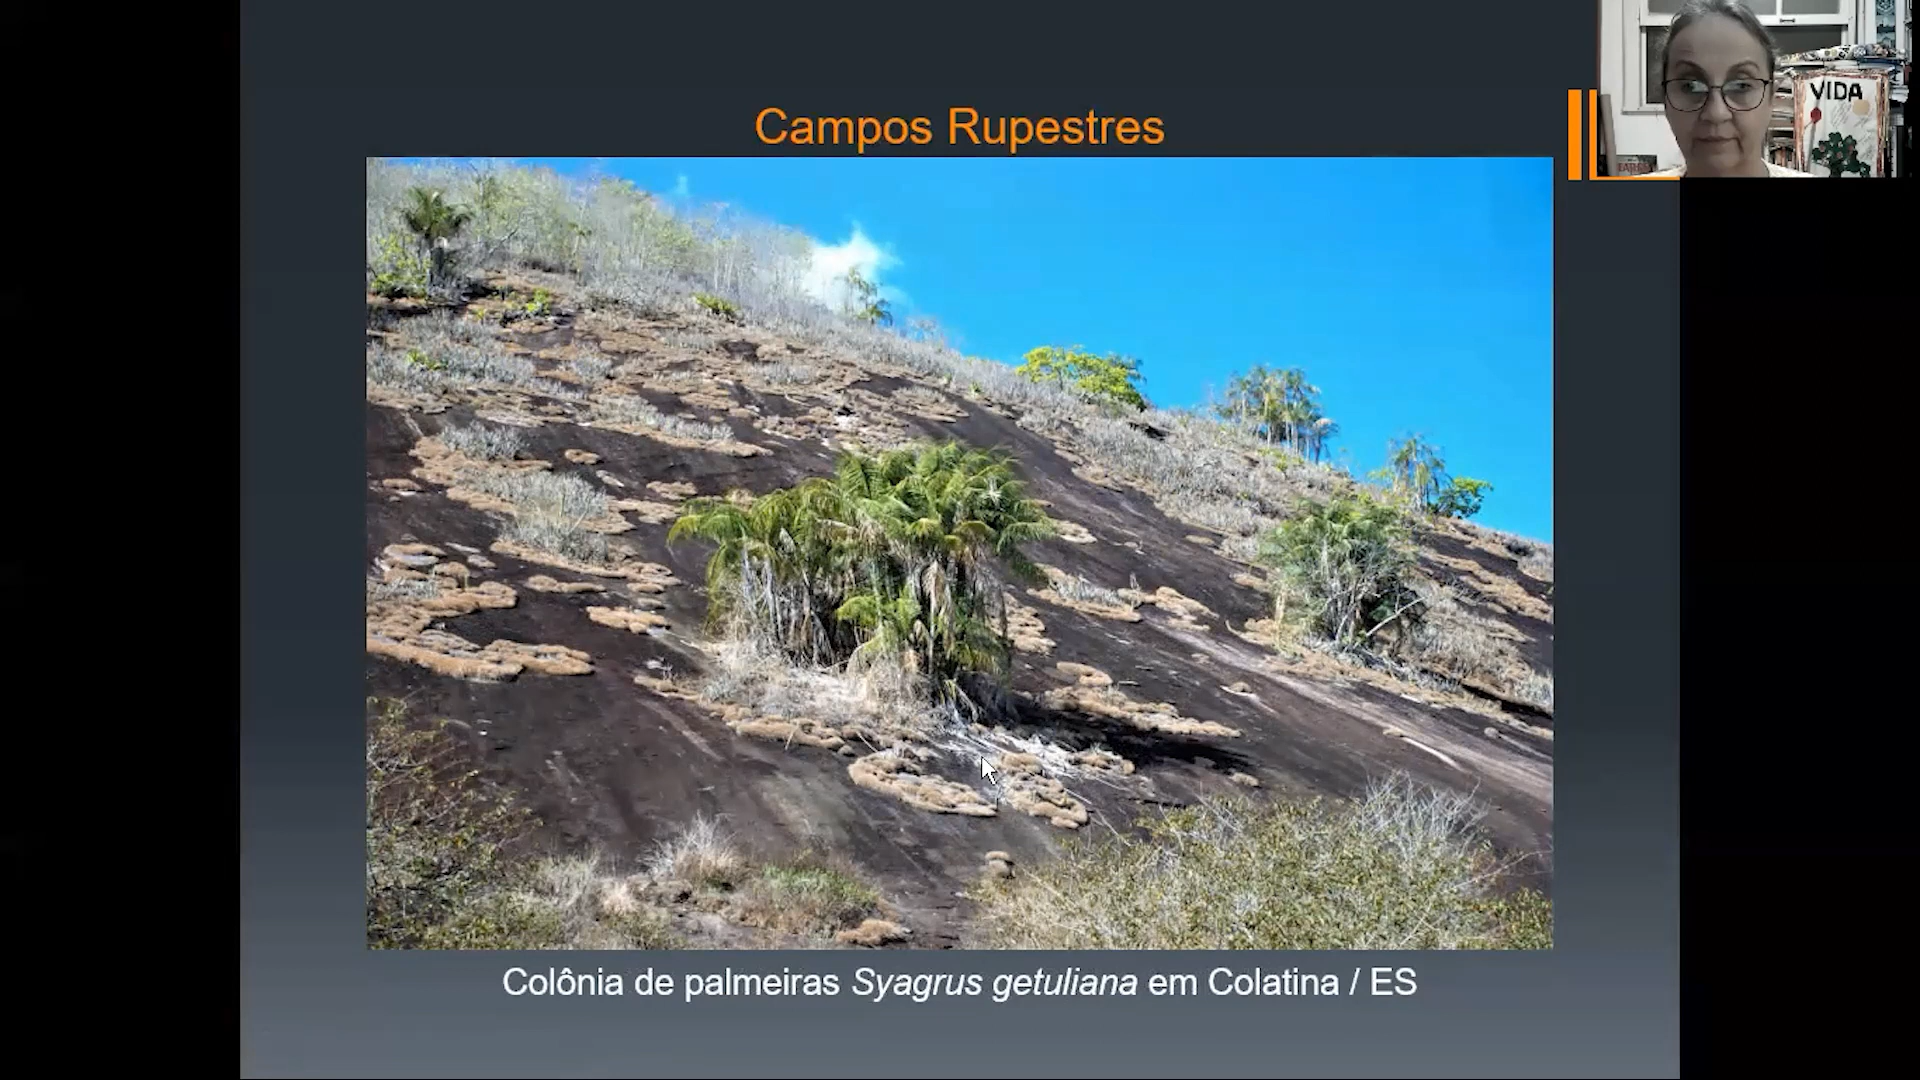 Campos Rupestres
VIDA
Colônia de palmeiras Syagrus getuliana em Colatina / ES